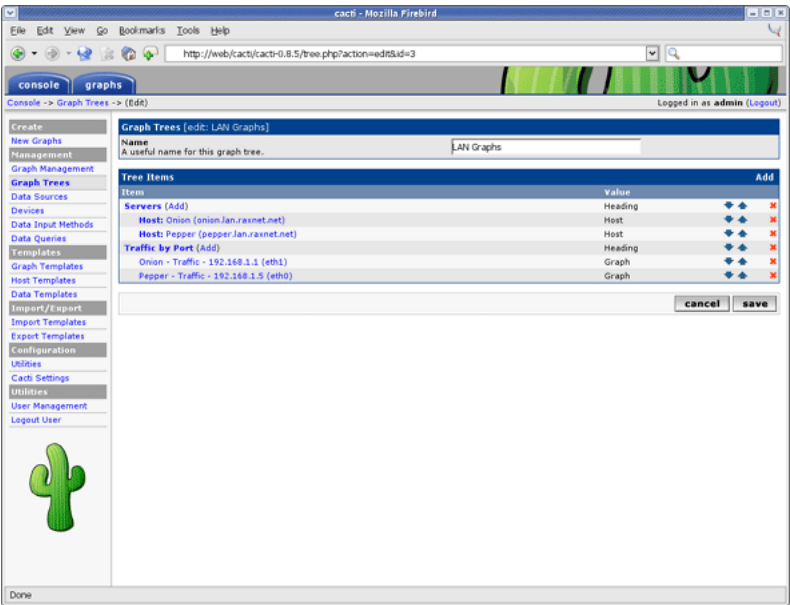 cacti - Mozilla Firebird
File Edit View Go Bookmarks Tools Help
http://web/cacti/cacti-0.8.5/tree.php?action=edit&id=3
console graphs
Console -> Graph Trees -> (Edit) Logged in as admin (Logout)
Create
New Graphs
Management
Graph Management
Graph Trees
Data Sources
Devices
Data Input Methods
Data Queries
Templates
Graph Templates
Host Templates
Data Templates
Import/Export
Import Templates
Export Templates
Configuration
Utilities
Cacti Settings
Utilities
User Management
Logout User
Graph Trees [edit: LAN Graphs]
Name
A useful name for this graph tree.
LAN Graphs
Tree Items Add
Item Value
Servers (Add) Heading
Host: Onion (onion.lan.raxnet.net) Host
Host: Pepper (pepper.lan.raxnet.net) Host
Traffic by Port (Add) Heading
Onion - Traffic - 192.168.1.1 (eth1) Graph
Pepper - Traffic - 192.168.1.5 (eth0) Graph
cancel save
Done